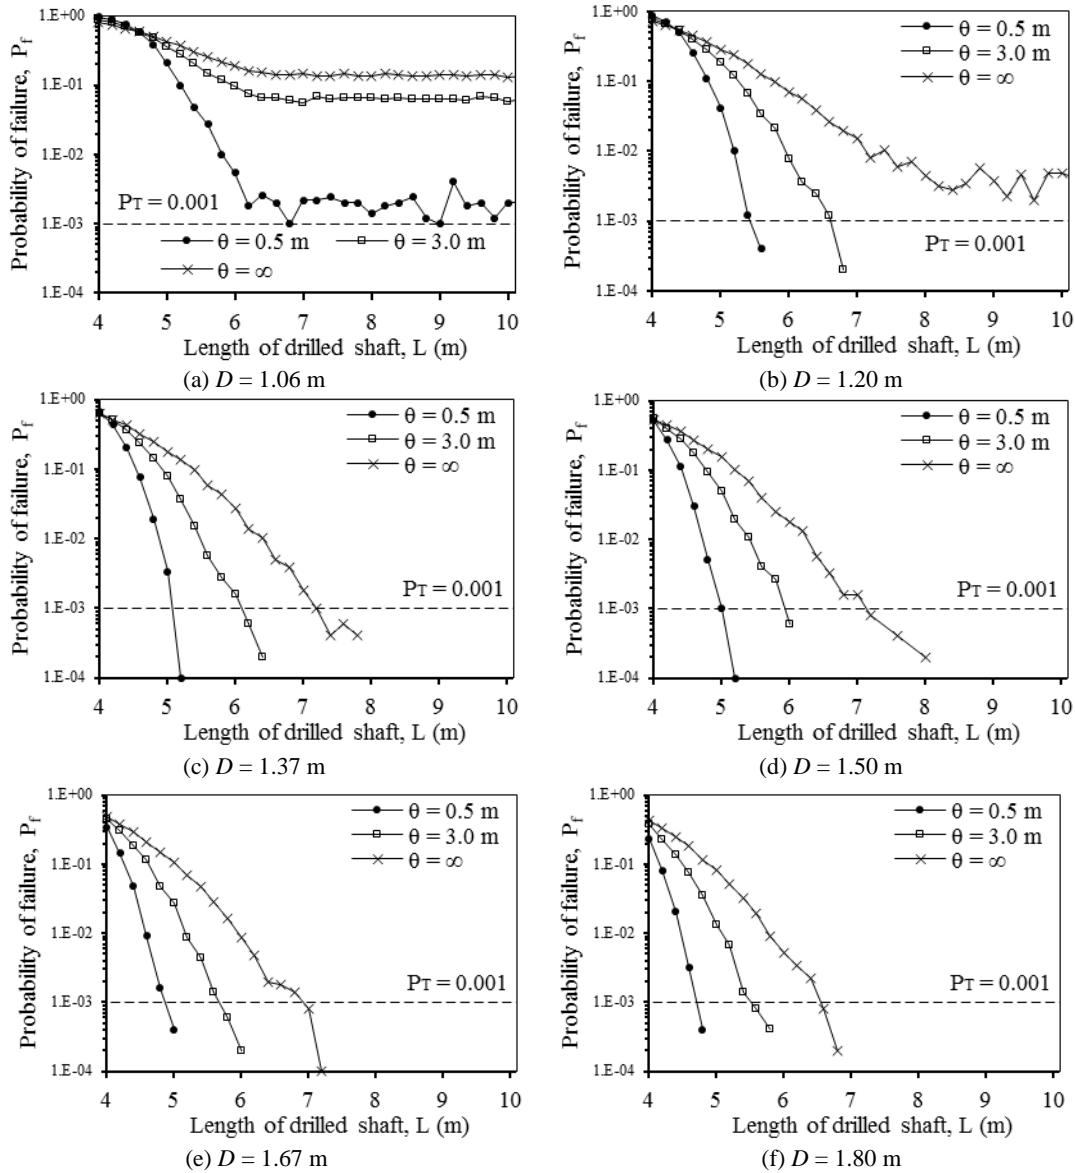 1.E+00
1.E-01
1.E-02
1.E-03
1.E-04
Probability of failure, Pf
PT = 0.001
θ = 0.5 m
θ = 3.0 m
θ = ∞
4 5 6 7 8 9 10
Length of drilled shaft, L (m)
(a) D = 1.06 m
1.E+00
1.E-01
1.E-02
1.E-03
1.E-04
Probability of failure, Pf
θ = 0.5 m
θ = 3.0 m
θ = ∞
PT = 0.001
4 5 6 7 8 9 10
Length of drilled shaft, L (m)
(b) D = 1.20 m
1.E+00
1.E-01
1.E-02
1.E-03
1.E-04
Probability of failure, Pf
θ = 0.5 m
θ = 3.0 m
θ = ∞
PT = 0.001
4 5 6 7 8 9 10
Length of drilled shaft, L (m)
(c) D = 1.37 m
1.E+00
1.E-01
1.E-02
1.E-03
1.E-04
Probability of failure, Pf
θ = 0.5 m
θ = 3.0 m
θ = ∞
PT = 0.001
4 5 6 7 8 9 10
Length of drilled shaft, L (m)
(d) D = 1.50 m
1.E+00
1.E-01
1.E-02
1.E-03
1.E-04
Probability of failure, Pf
θ = 0.5 m
θ = 3.0 m
θ = ∞
PT = 0.001
4 5 6 7 8 9 10
Length of drilled shaft, L (m)
(e) D = 1.67 m
1.E+00
1.E-01
1.E-02
1.E-03
1.E-04
Probability of failure, Pf
θ = 0.5 m
θ = 3.0 m
θ = ∞
PT = 0.001
4 5 6 7 8 9 10
Length of drilled shaft, L (m)
(f) D = 1.80 m